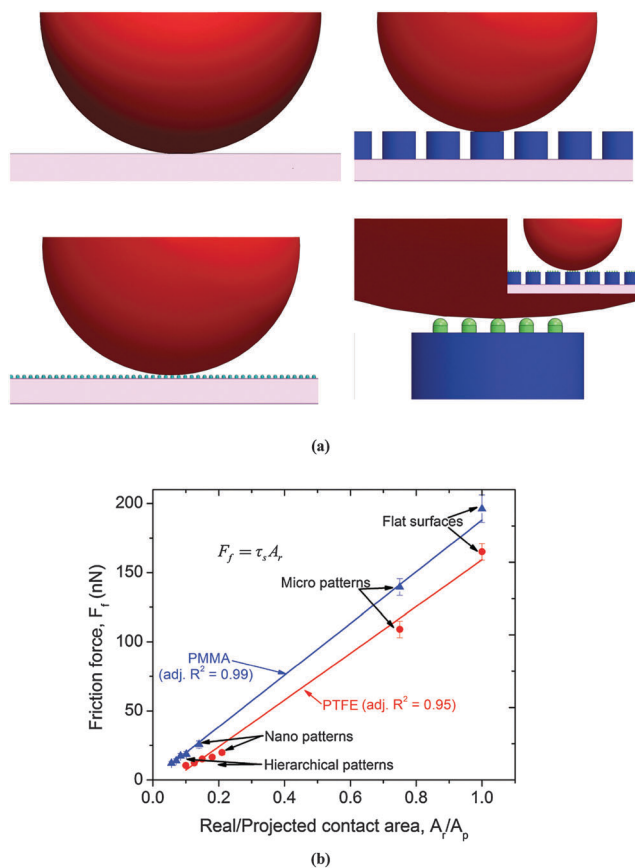 (a)
200
150
100
50
0
Friction force, F_f (nN)
F_f = τ_s A_r
Flat surfaces
Micro patterns
PMMA
(adj. R² = 0.99)
PTFE (adj. R² = 0.95)
Nano patterns
Hierarchical patterns
0.0 0.2 0.4 0.6 0.8 1.0
Real/Projected contact area, A_r/A_p
(b)